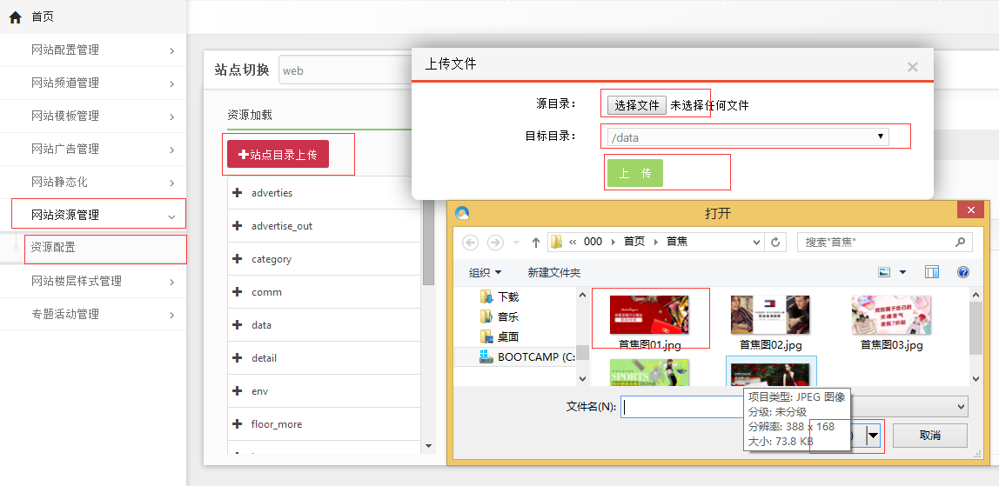 首页
网站配置管理
网站频道管理
网站模板管理
网站广告管理
网站静态化
网站资源管理
资源配置
网站楼层样式管理
专题活动管理
站点切换 web
资源加载
站点目录上传
adverties
advertise_out
category
comm
data
detail
env
floor_more
上传文件
源目录: 选择文件 未选择任何文件
目标目录: /data
上 传
打开
000 首页 首焦
搜索"首焦"
组织 新建文件夹
下载
音乐
桌面
BOOTCAMP (C:
首焦图01.jpg
首焦图02.jpg
首焦图03.jpg
SPORTS
文件名(N):
项目类型: JPEG 图像
分级: 未分级
分辨率: 388 x 168
大小: 73.8 KB
取消